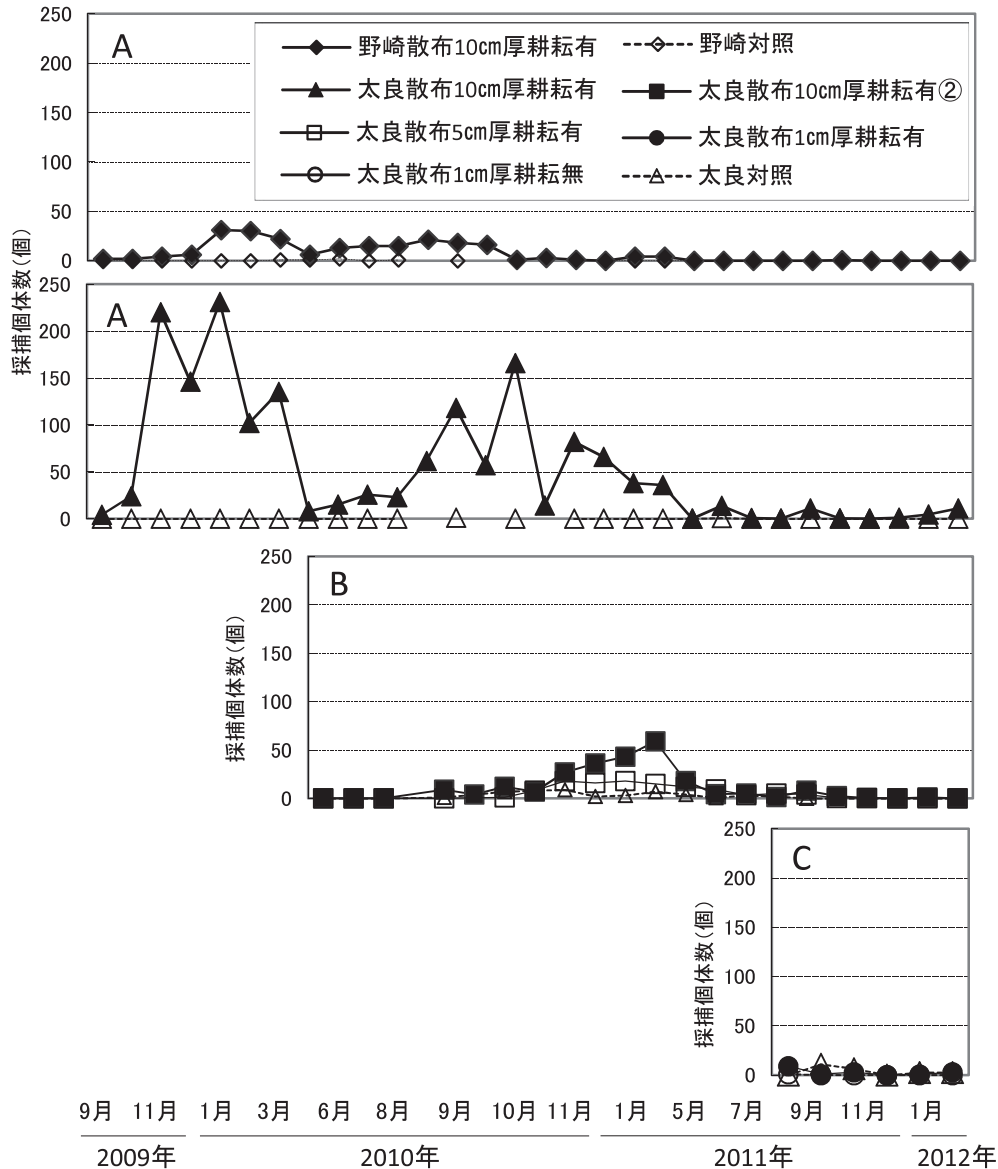 250
200
150
100
50
0
A
野崎散布10cm厚耕耘有
野崎対照
太良散布10cm厚耕耘有
太良散布10cm厚耕耘有②
太良散布5cm厚耕耘有
太良散布1cm厚耕耘有
太良散布1cm厚耕耘無
太良対照
採捕個体数(個)
250
200
150
100
50
0
A
250
200
150
100
50
0
B
採捕個体数(個)
250
200
150
100
50
0
C
採捕個体数(個)
9月 11月 1月 3月 6月 8月 9月 10月 11月 1月 5月 7月 9月 11月 1月
2009年 2010年 2011年 2012年